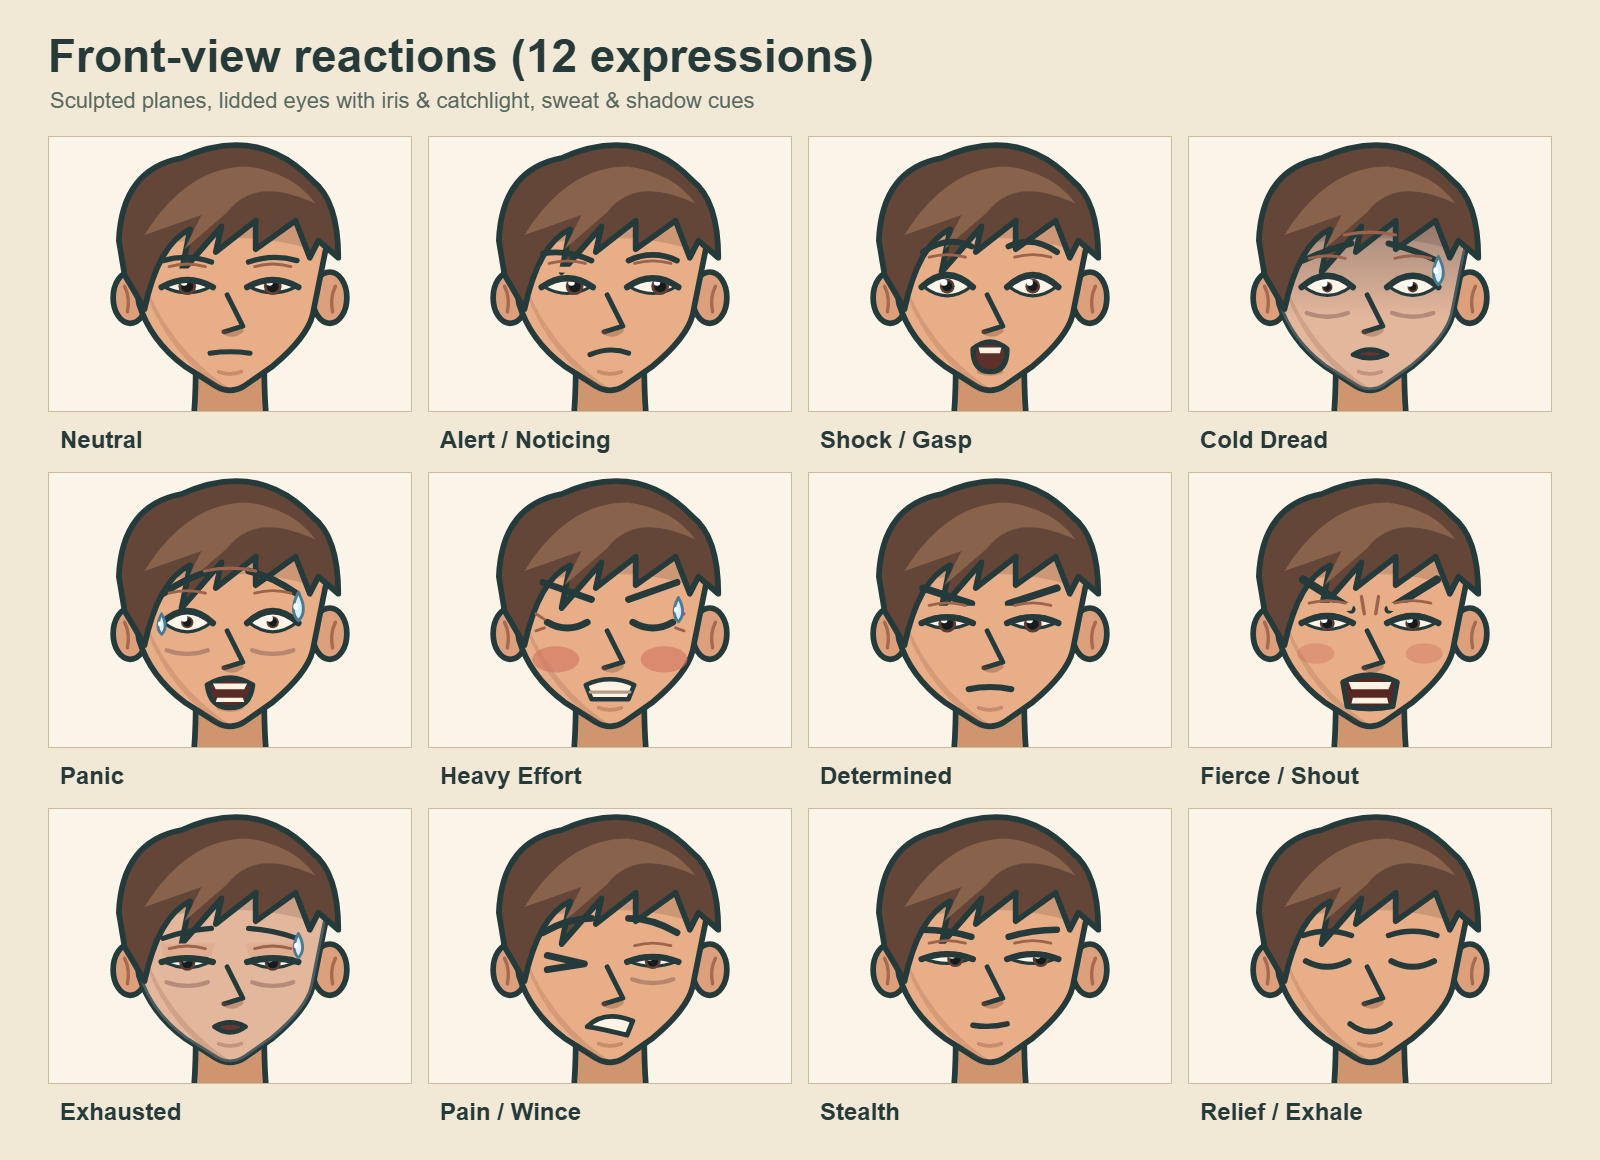 Front-view reactions (12 expressions)
Sculpted planes, lidded eyes with iris & catchlight, sweat & shadow cues
Neutral
Alert / Noticing
Shock / Gasp
Cold Dread
Panic
Heavy Effort
Determined
Fierce / Shout
Exhausted
Pain / Wince
Stealth
Relief / Exhale